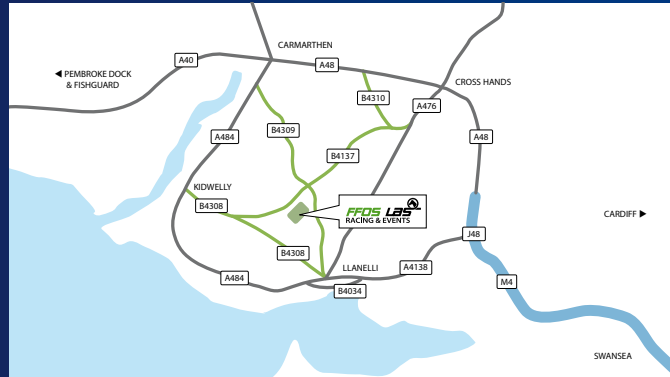 CARMARTHEN
A40
A48
PEMBROKE DOCK
& FISHGUARD
CROSS HANDS
B4310
A476
B4309
A484
A48
B4137
KIDWELLY
B4308
FFOS LAS
RACING & EVENTS
CARDIFF
J48
B4308
LLANELLI
A4138
A484
M4
B4034
SWANSEA